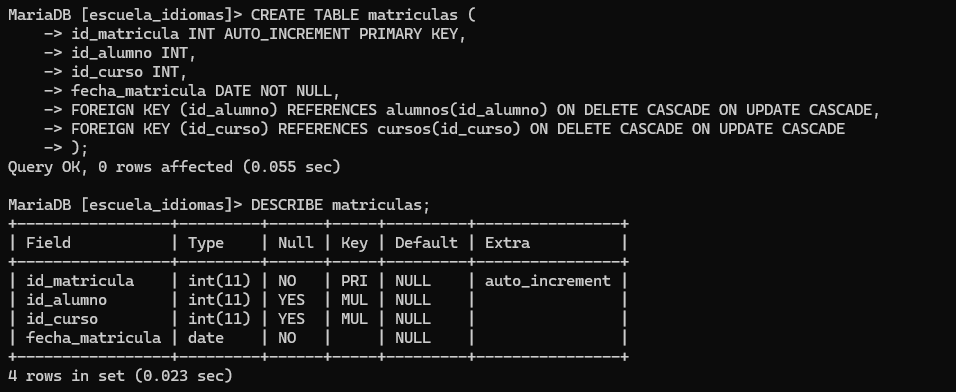 MariaDB [escuela_idiomas]> CREATE TABLE matriculas (
    -> id_matricula INT AUTO_INCREMENT PRIMARY KEY,
    -> id_alumno INT,
    -> id_curso INT,
    -> fecha_matricula DATE NOT NULL,
    -> FOREIGN KEY (id_alumno) REFERENCES alumnos(id_alumno) ON DELETE CASCADE ON UPDATE CASCADE,
    -> FOREIGN KEY (id_curso) REFERENCES cursos(id_curso) ON DELETE CASCADE ON UPDATE CASCADE
    -> );
Query OK, 0 rows affected (0.055 sec)

MariaDB [escuela_idiomas]> DESCRIBE matriculas;
+-----------------+---------+------+-----+---------+----------------+
| Field           | Type    | Null | Key | Default | Extra          |
+-----------------+---------+------+-----+---------+----------------+
| id_matricula    | int(11) | NO   | PRI | NULL    | auto_increment |
| id_alumno       | int(11) | YES  | MUL | NULL    |                |
| id_curso        | int(11) | YES  | MUL | NULL    |                |
| fecha_matricula | date    | NO   |     | NULL    |                |
+-----------------+---------+------+-----+---------+----------------+
4 rows in set (0.023 sec)